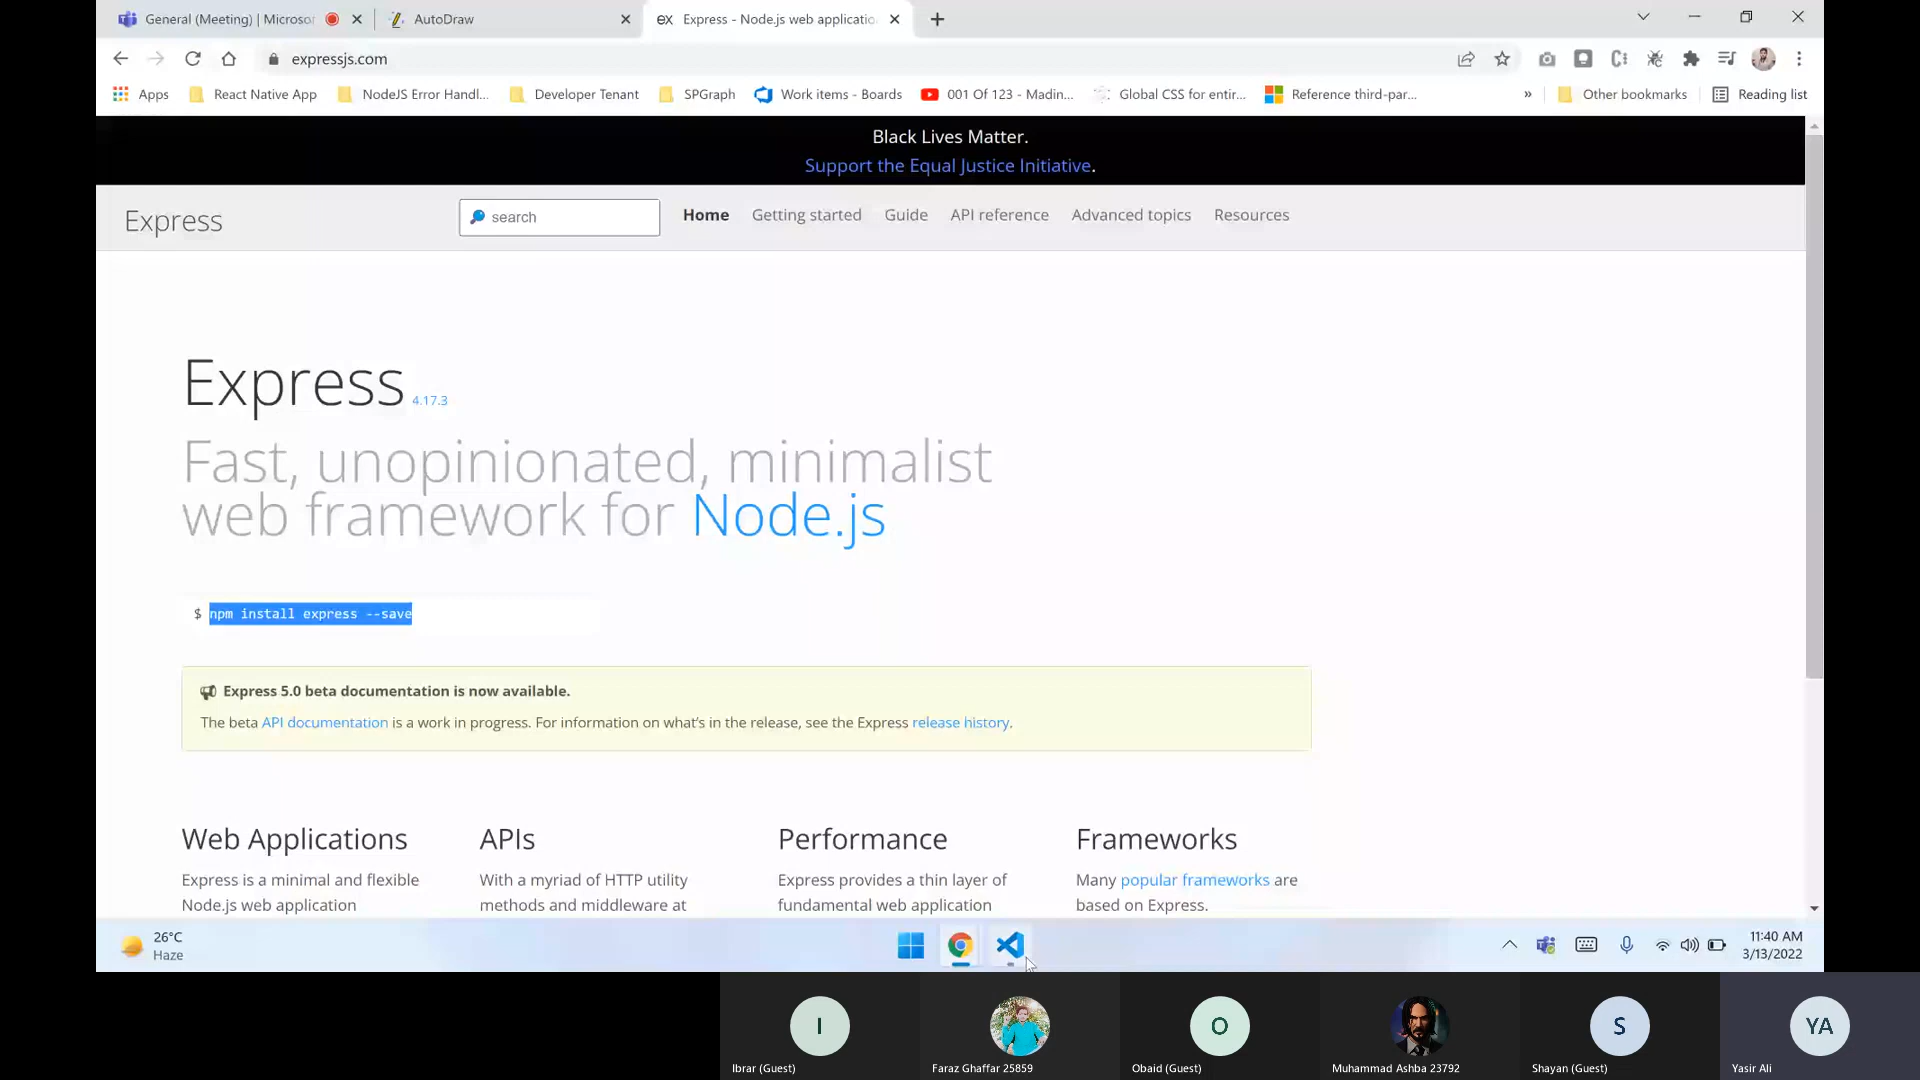 General (Meeting) | Microso
AutoDraw
EX Express - Node.js web applicatio
expressjs.com
Apps
React Native App
NodeJS Error Handl...
Developer Tenant
SPGraph
Work items - Boards
001 Of 123 - Madin...
Global CSS for entir...
Reference third-par...
»
Other bookmarks
Reading list
Black Lives Matter.
Support the Equal Justice Initiative.
Express
search
Home
Getting started
Guide
API reference
Advanced topics
Resources
Express 4.17.3
Fast, unopinionated, minimalist
web framework for Node.js
$ npm install express --save
Express 5.0 beta documentation is now available.
The beta API documentation is a work in progress. For information on what's in the release, see the Express release history.
Web Applications
Express is a minimal and flexible
Node.js web application
APIs
With a myriad of HTTP utility
methods and middleware at
Performance
Express provides a thin layer of
fundamental web application
Frameworks
Many popular frameworks are
based on Express.
26°C
Haze
11:40 AM
3/13/2022
I
Ibrar (Guest)
Faraz Ghaffar 25859
O
Obaid (Guest)
Muhammad Ashba 23792
S
Shayan (Guest)
YA
Yasir Ali